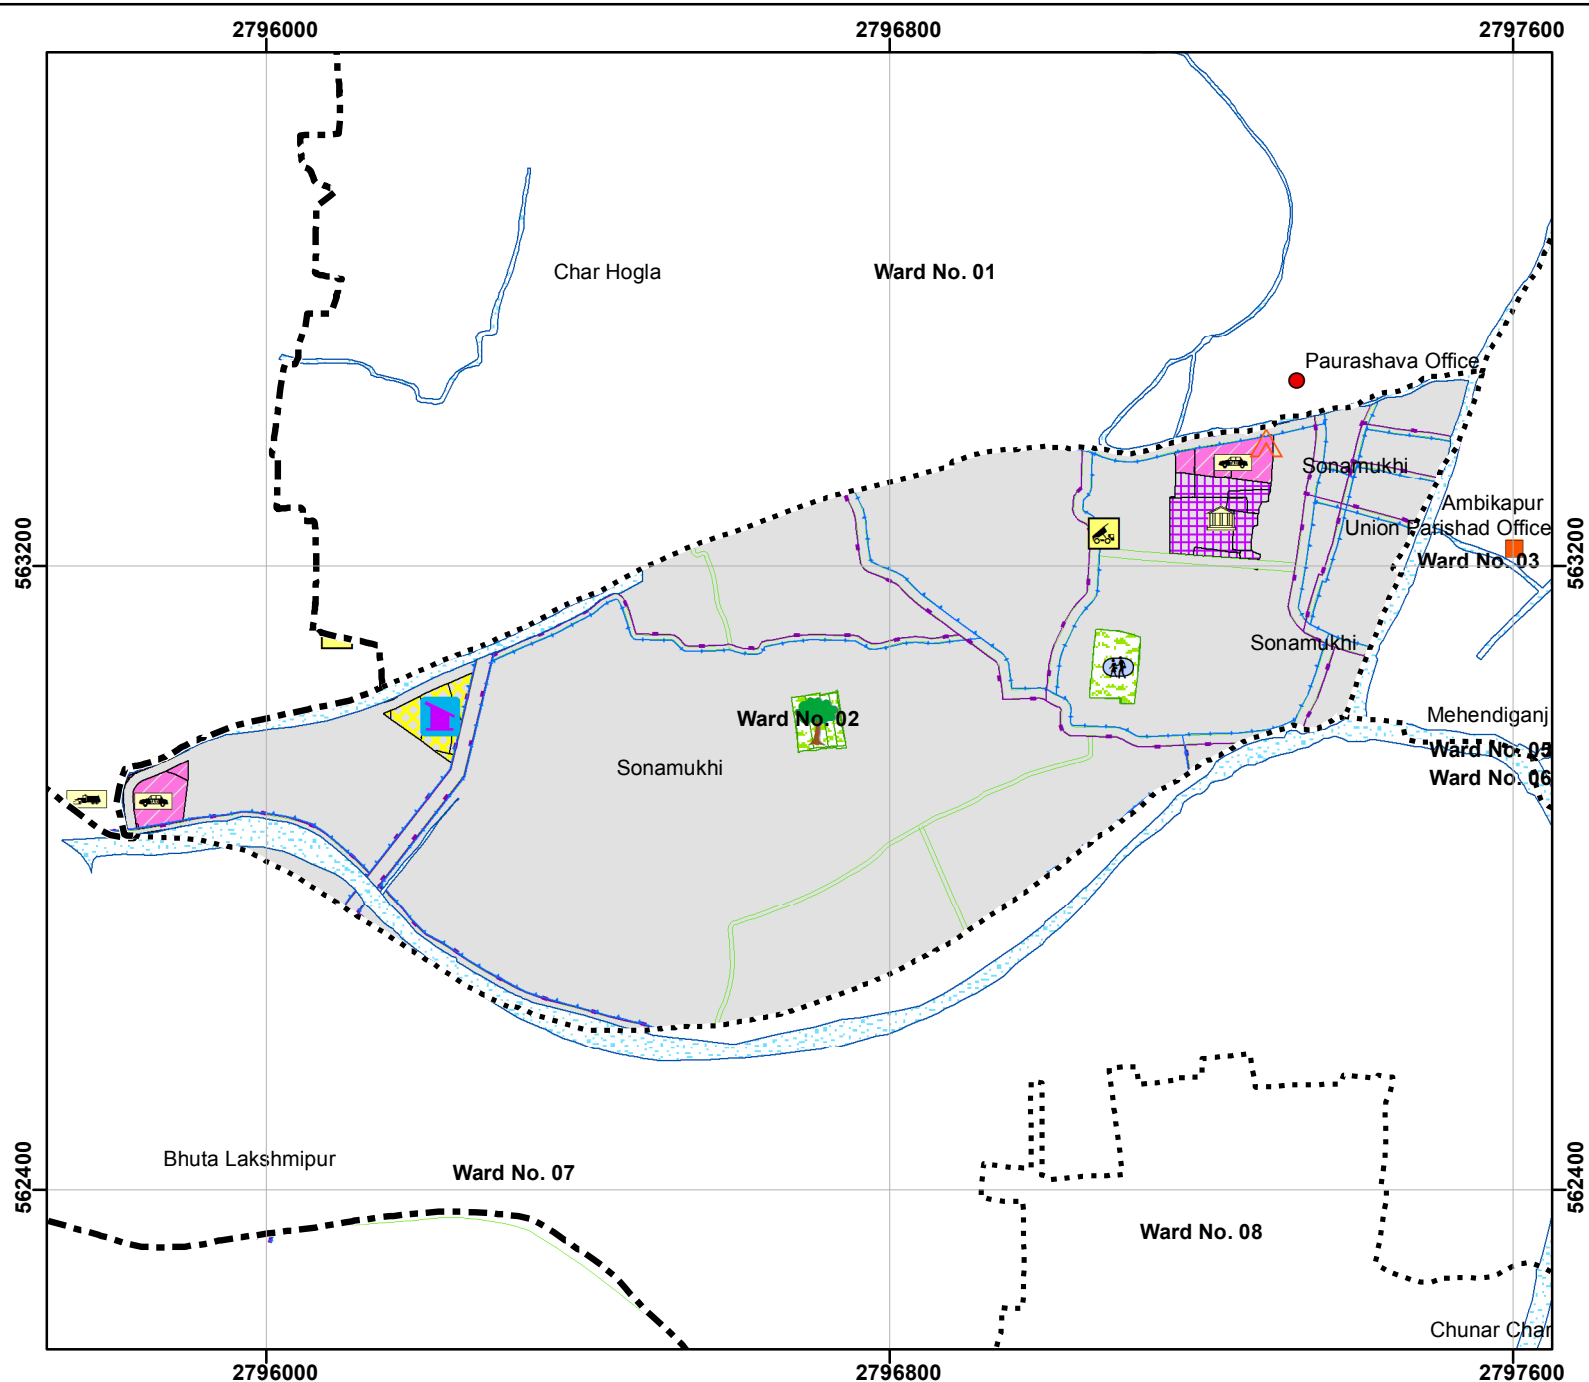 2796000 2796800 2797600
Char Hogla
Ward No. 01
Paurashava Office
Sonamukhi
Ambikapur
Union Parishad Office
563200 563200
Ward No. 03
Sonamukhi
Mehendiganj
Ward No. 02
Ward No. 05
Sonamukhi
Ward No. 06
Bhuta Lakshmipur
Ward No. 07
562400 562400
Ward No. 08
Chunar Char
2796000 2796800 2797600